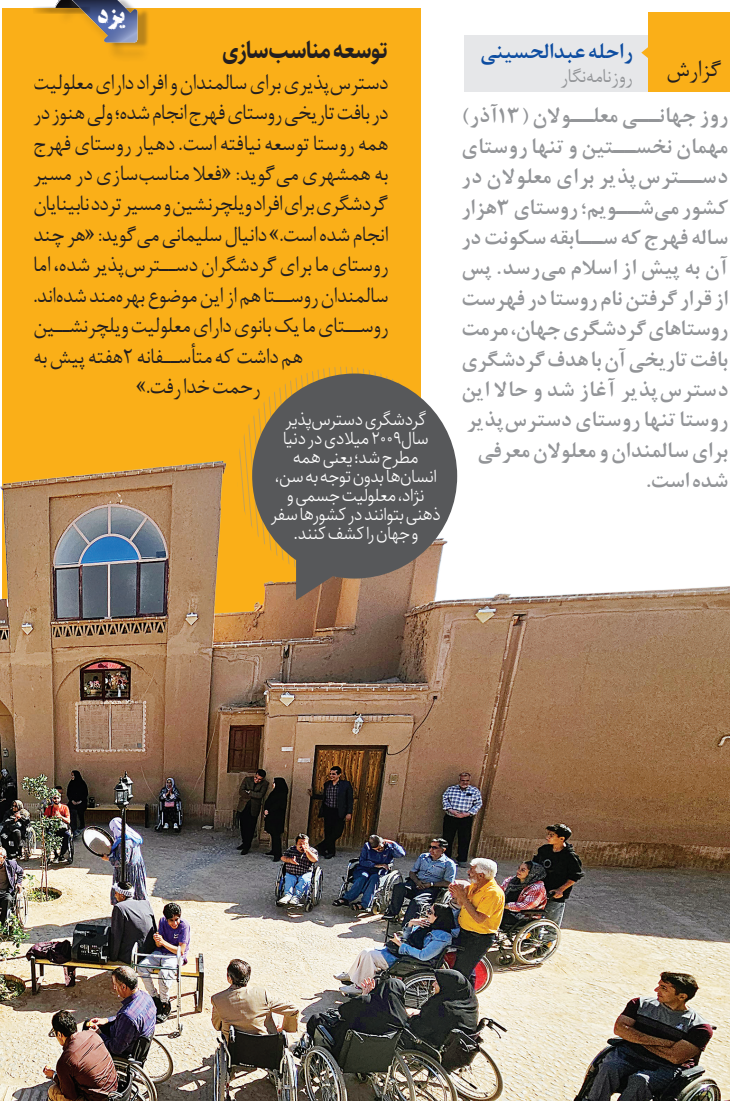 گزارش
راحله عبدالحسینی
روزنامه‌نگار
روز جهانی معلولان (۱۳آذر)
مهمان نخستین و تنها روستای
دسترس‌پذیر برای معلولان در
کشور می‌شویم؛ روستای ۳هزار
ساله فهرج که سابقه سکونت در
آن به پیش از اسلام می‌رسد. پس
از قرار گرفتن نام روستا در فهرست
روستاهای گردشگری جهان، مرمت
بافت تاریخی آن با هدف گردشگری
دسترس‌پذیر آغاز شد و حالا این
روستا تنها روستای دسترس‌پذیر
برای سالمندان و معلولان معرفی
شده است.
یزد
توسعه مناسب‌سازی
دسترس‌پذیری برای سالمندان و افراد دارای معلولیت
در بافت تاریخی روستای فهرج انجام شده؛ ولی هنوز در
همه روستا توسعه نیافته است. دهیار روستای فهرج
به همشهری می‌گوید: «فعلا مناسب‌سازی در مسیر
گردشگری برای افراد ویلچرنشین و مسیر تردد نابینایان
انجام شده است.» دانیال سلیمانی می‌گوید: «هر چند
روستای ما برای گردشگران دسترس‌پذیر شده، اما
سالمندان روستا هم از این موضوع بهره‌مند شده‌اند.
روستای ما یک بانوی دارای معلولیت ویلچرنشین
هم داشت که متأسفانه ۲هفته پیش به
رحمت خدا رفت.»
گردشگری دسترس‌پذیر
سال۲۰۰۹ میلادی در دنیا
مطرح شد؛ یعنی همه
انسان‌ها بدون توجه به سن،
نژاد، معلولیت جسمی و
ذهنی بتوانند در کشورها سفر
و جهان را کشف کنند.